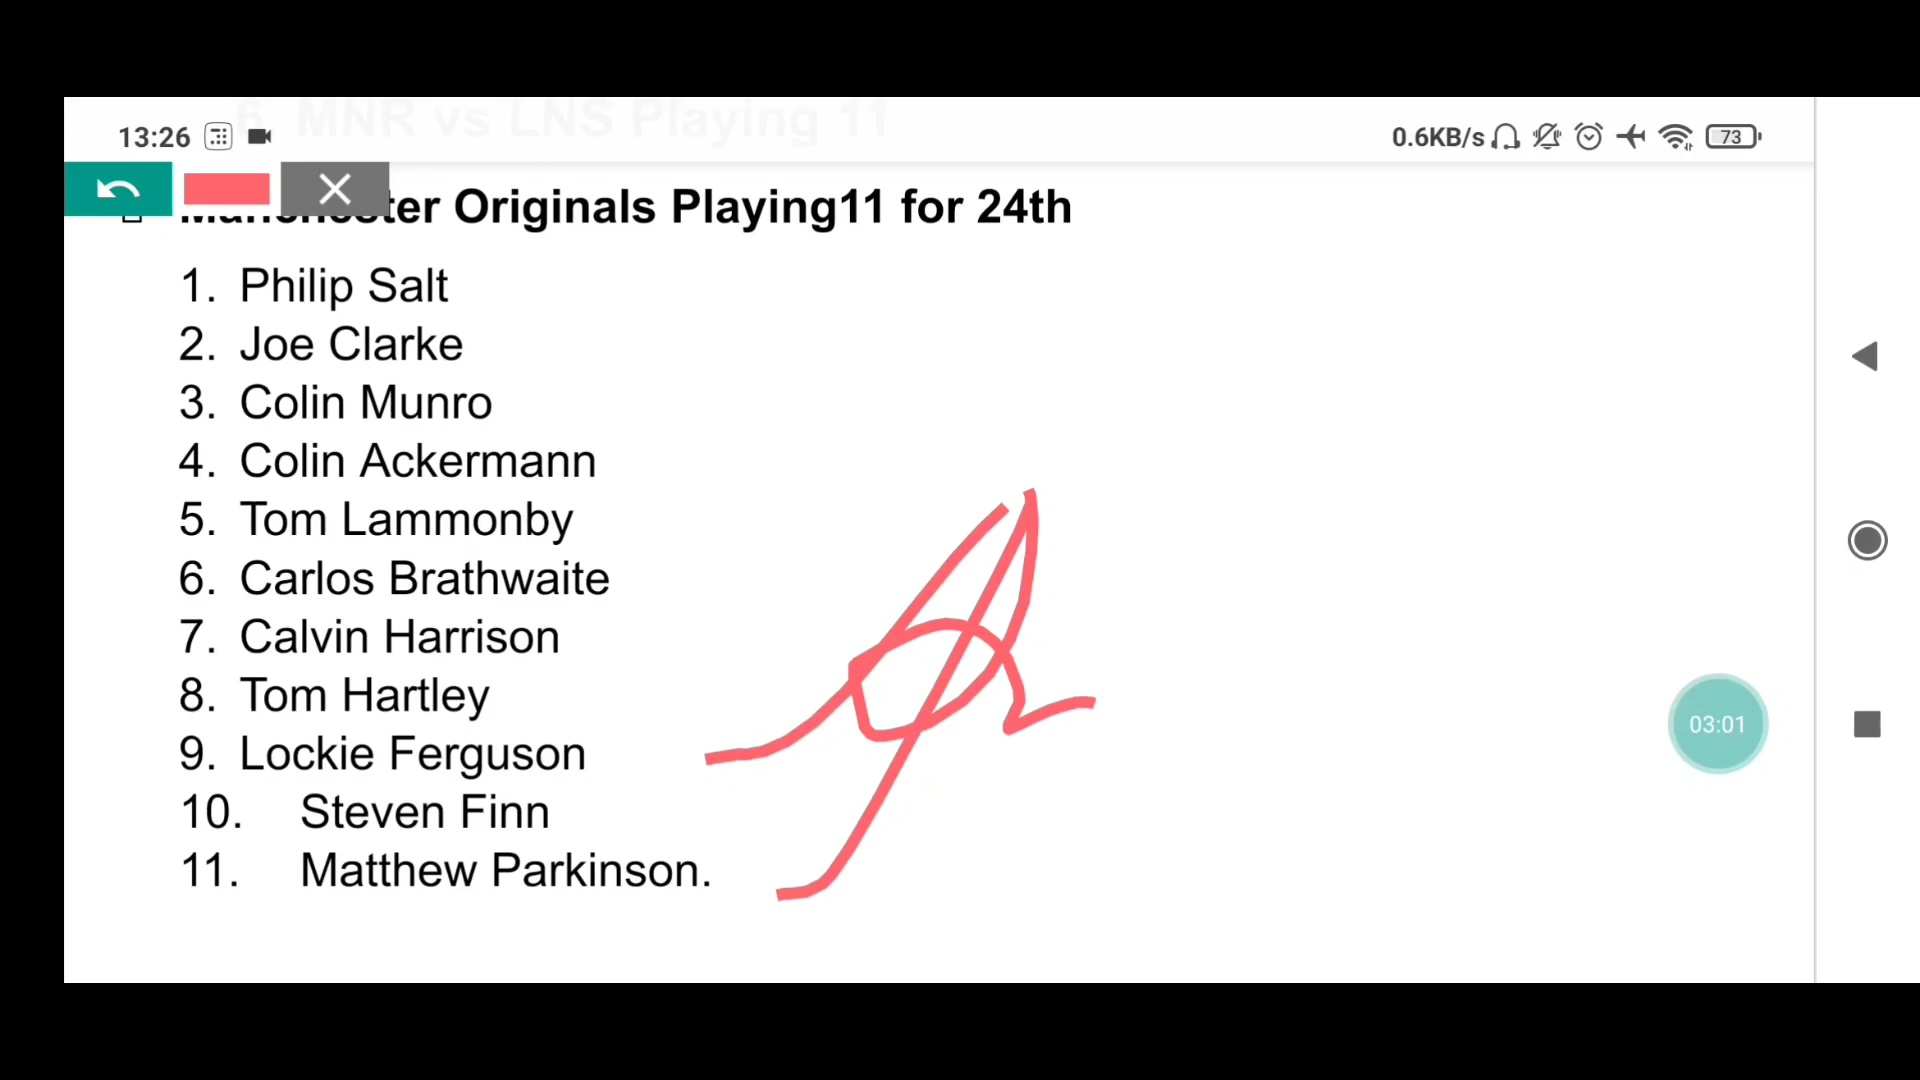 6. MNR vs LNS Playing 11
13:26
0.6KB/s
73
Manchester Originals Playing11 for 24th
1. Philip Salt
2. Joe Clarke
3. Colin Munro
4. Colin Ackermann
5. Tom Lammonby
6. Carlos Brathwaite
7. Calvin Harrison
8. Tom Hartley
9. Lockie Ferguson
10. Steven Finn
11. Matthew Parkinson.
03:01